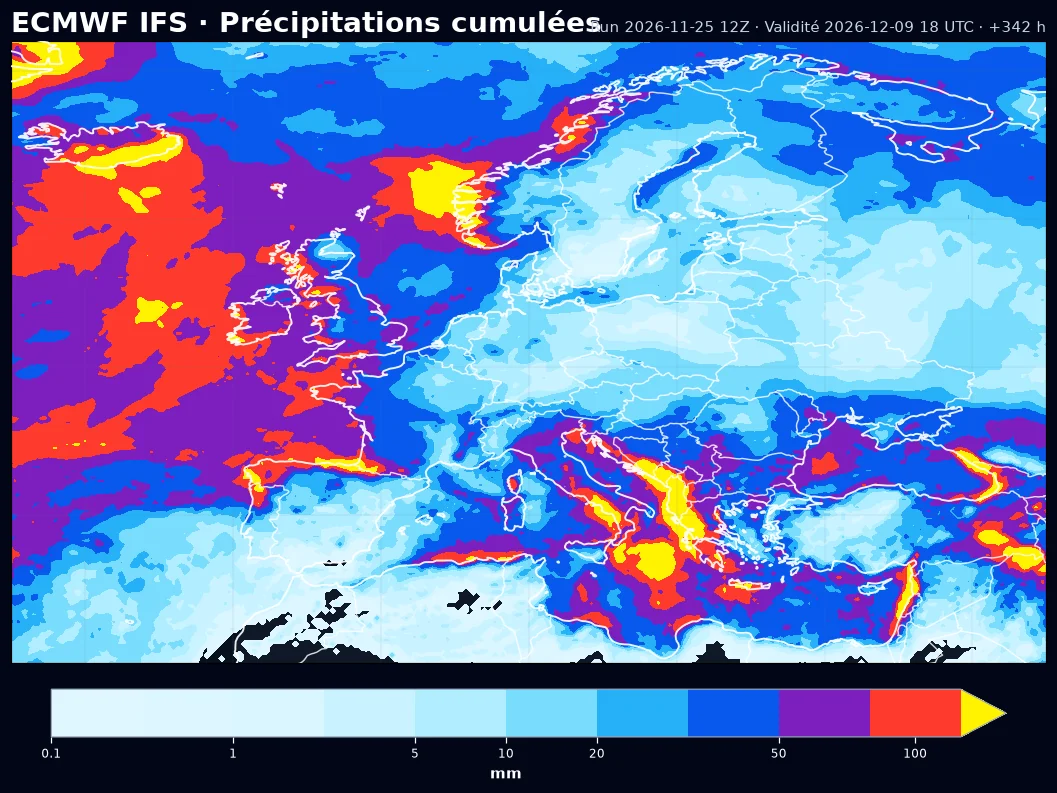 ECMWF IFS · Précipitations cumulées
Run 2026-11-25 12Z · Validité 2026-12-09 18 UTC · +342 h
0.1 1 5 10 20 50 100
mm